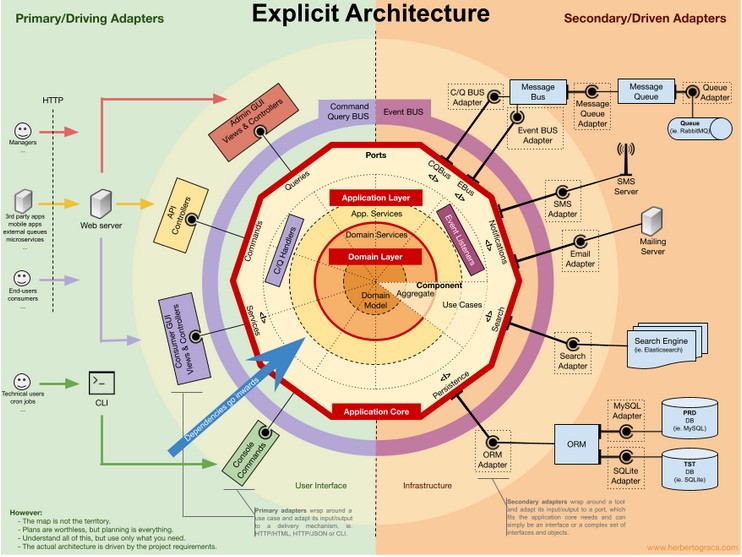 Explicit Architecture
Primary/Driving Adapters
Secondary/Driven Adapters
HTTP
Managers
...
3rd party apps
mobile apps
external queues
microservices
...
End-users
consumers
...
Technical users
cron jobs
...
Web server
CLI
Admin GUI
Views & Controllers
API
Controllers
Consumer GUI
Views & Controllers
Console
Commands
Dependencies go inwards
Command
Query BUS
Event BUS
Ports
Queries
Commands
Services
CQBus
</>
EBus
</>
Notifications
</>
Search
</>
Persistence
</>
Application Layer
App. Services
Domain Services
Domain Layer
Domain
Model
Component
Aggregate
Use Cases
C/Q Handlers
Event Listeners
Application Core
User Interface
Infrastructure
C/Q BUS
Adapter
Message
Bus
Event BUS
Adapter
Message
Queue
Adapter
Message
Queue
Queue
Adapter
Queue
(ie. RabbitMQ)
SMS
Adapter
SMS
Server
Email
Adapter
Mailing
Server
Search
Adapter
Search Engine
(ie. Elasticsearch)
ORM
Adapter
ORM
MySQL
Adapter
SQLite
Adapter
PRD
DB
(ie. MySQL)
TST
DB
(ie. SQLite)
Primary adapters wrap around a
use case and adapt its input/output
to a delivery mechanism, ie.
HTTP/HTML, HTTP/JSON or CLI.
Secondary adapters wrap around a tool
and adapt its input/output to a port, which
fits the application core needs and can
simply be an interface or a complex set of
interfaces and objects.
However:
- The map is not the territory.
- Plans are worthless, but planning is everything.
- Understand all of this, but use only what you need.
- The actual architecture is driven by the project requirements.
www.herbertograca.com